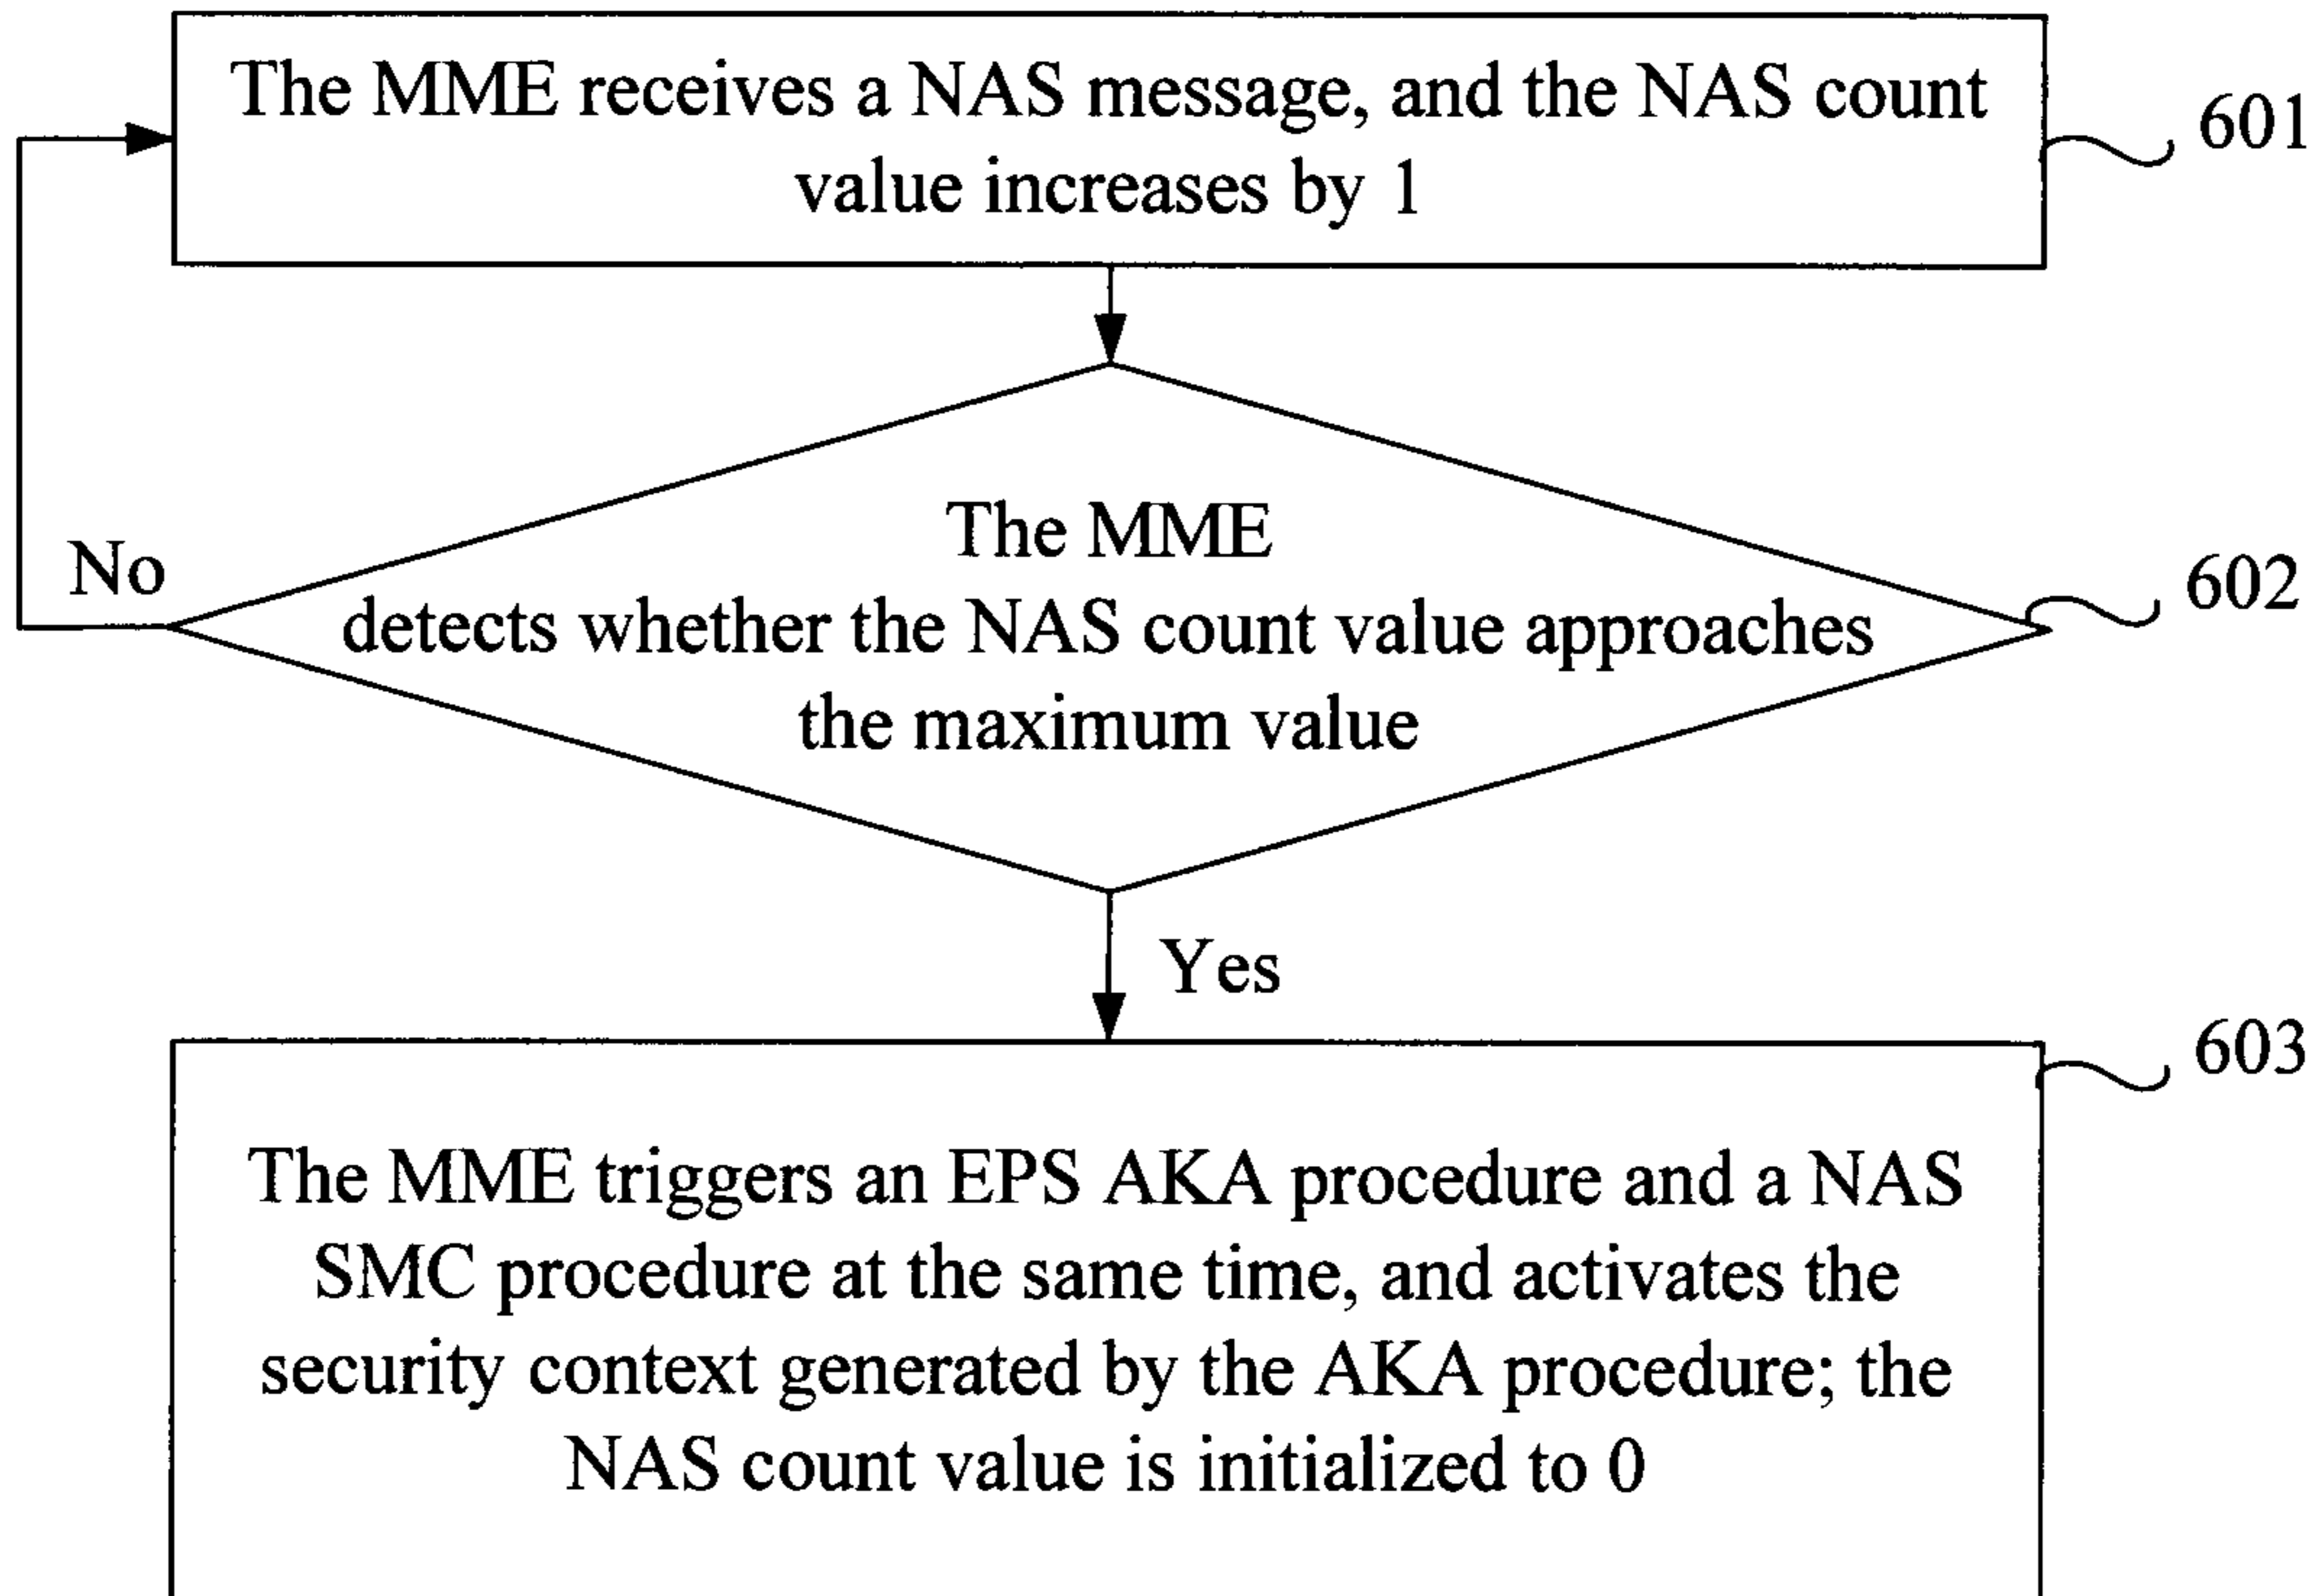 The MME receives a NAS message, and the NAS count
value increases by 1
601
The MME
detects whether the NAS count value approaches
the maximum value
602
No
Yes
603
The MME triggers an EPS AKA procedure and a NAS
SMC procedure at the same time, and activates the
security context generated by the AKA procedure; the
NAS count value is initialized to 0